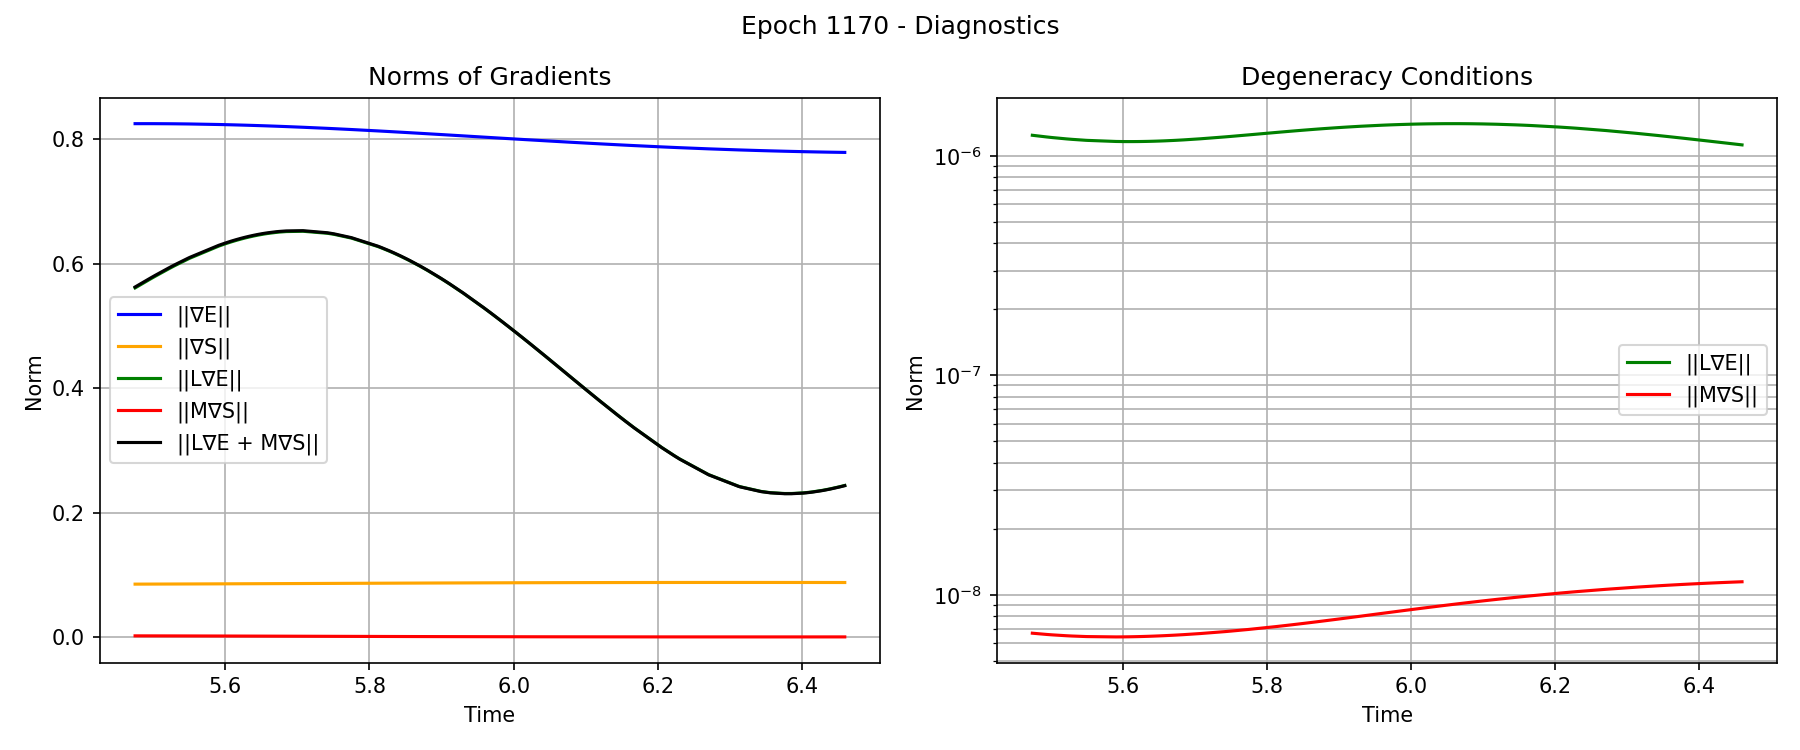 Epoch 1170 - Diagnostics
Norms of Gradients
Norm
0.8
0.6
0.4
0.2
0.0
||∇E||
||∇S||
||L∇E||
||M∇S||
||L∇E + M∇S||
5.6
5.8
6.0
6.2
6.4
Time
Degeneracy Conditions
Norm
10⁻⁶
10⁻⁷
10⁻⁸
||L∇E||
||M∇S||
5.6
5.8
6.0
6.2
6.4
Time